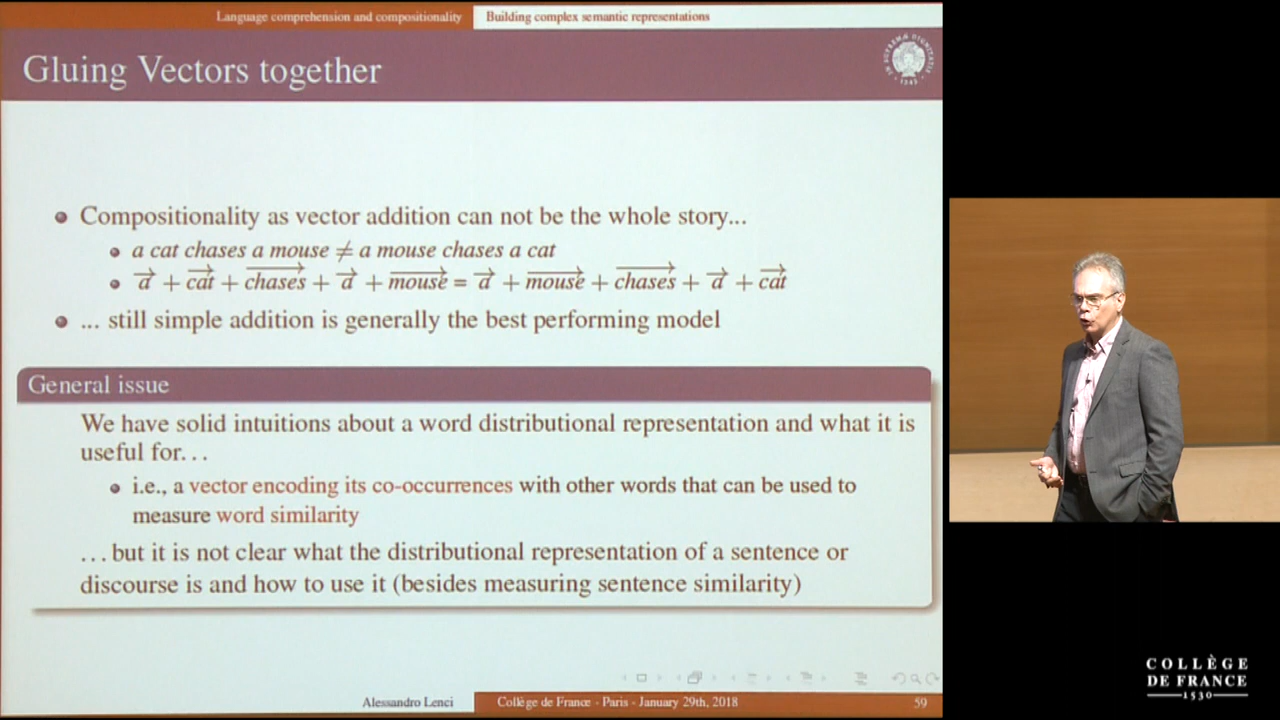 Language comprehension and compositionality Building complex semantic representations
Gluing Vectors together
Compositionality as vector addition can not be the whole story...
a cat chases a mouse ≠ a mouse chases a cat
a⃗ + cat⃗ + chases⃗ + a⃗ + mouse⃗ = a⃗ + mouse⃗ + chases⃗ + a⃗ + cat⃗
... still simple addition is generally the best performing model
General issue
We have solid intuitions about a word distributional representation and what it is
useful for...
i.e., a vector encoding its co-occurrences with other words that can be used to
measure word similarity
...but it is not clear what the distributional representation of a sentence or
discourse is and how to use it (besides measuring sentence similarity)
Alessandro Lenci Collège de France - Paris - January 29th, 2018 59
COLLÈGE
DE FRANCE
1530